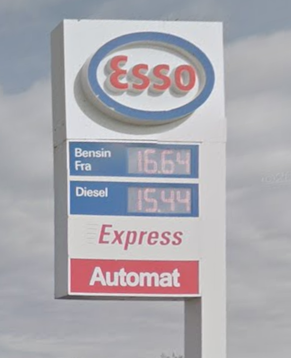 Esso
Bensin 16.64
Fra
Diesel 15.44
Express
Automat